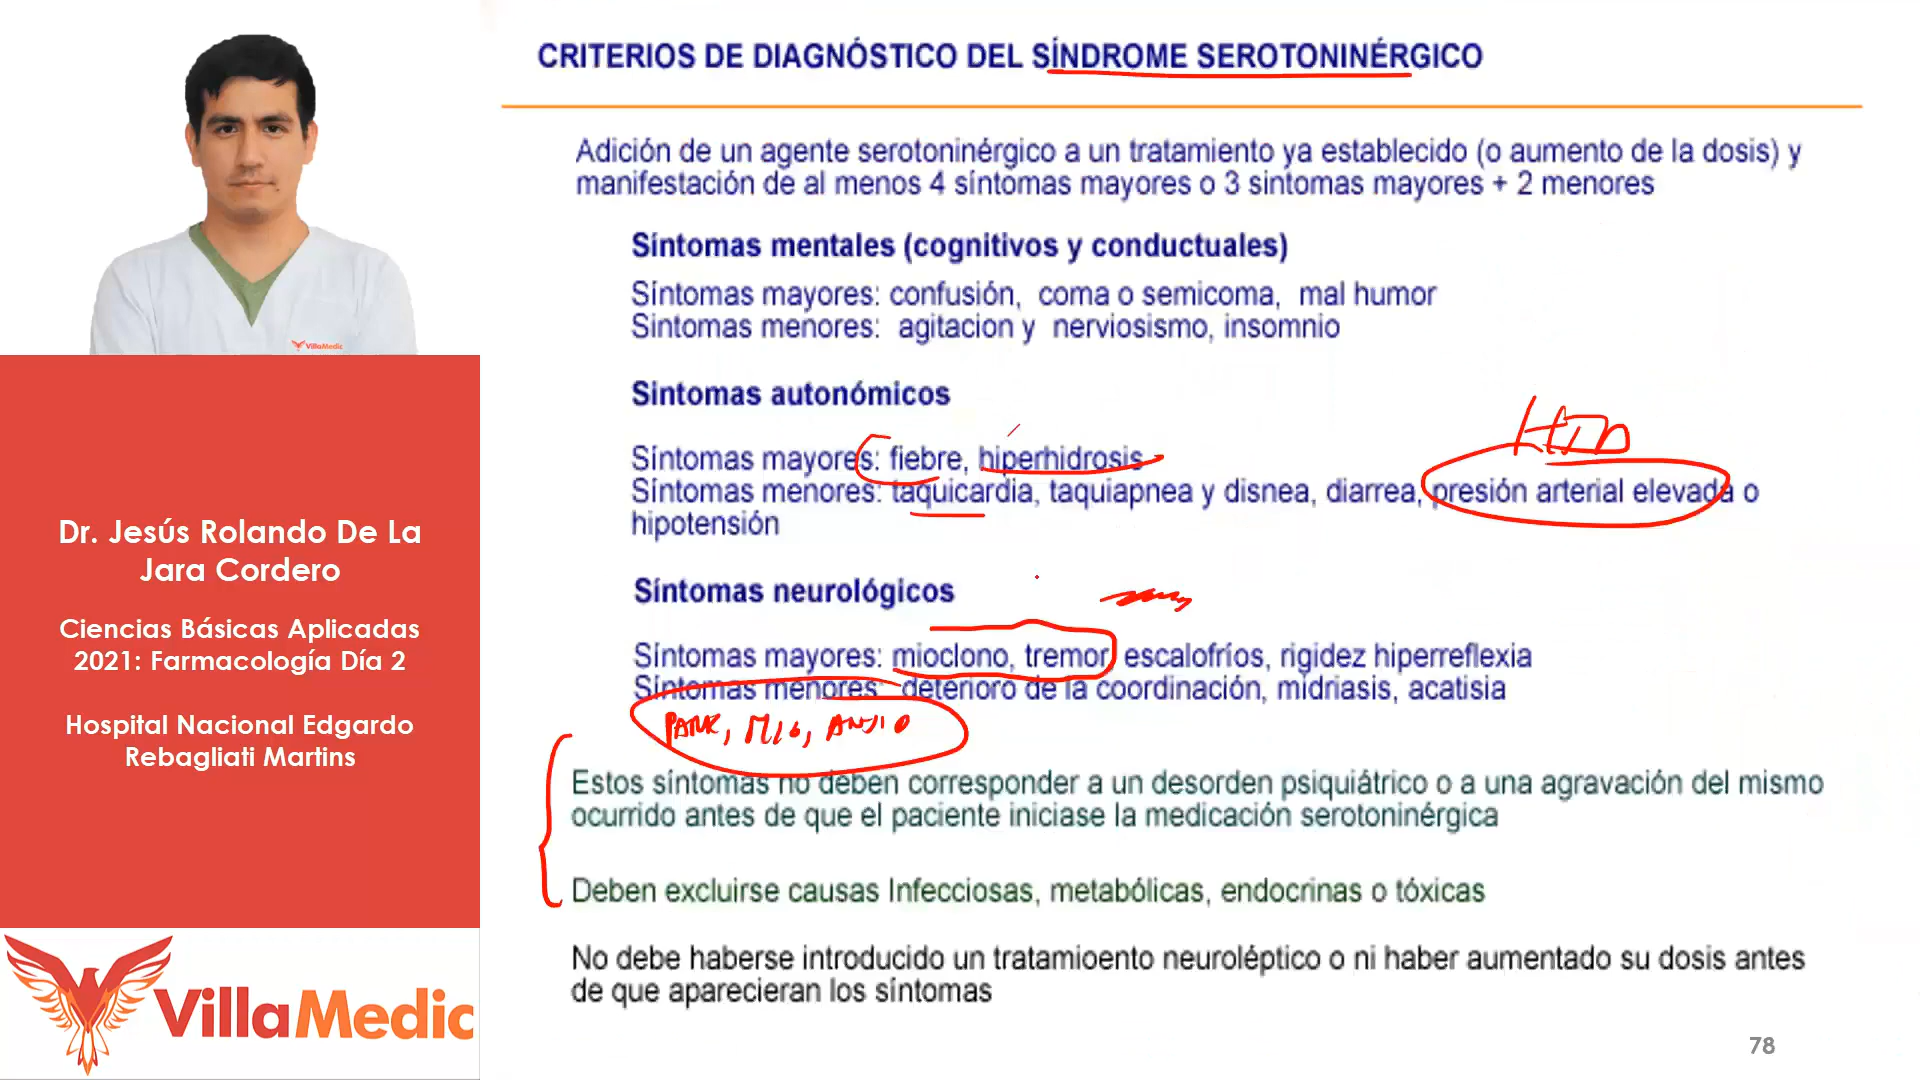 CRITERIOS DE DIAGNÓSTICO DEL SÍNDROME SEROTONINÉRGICO
Adición de un agente serotoninérgico a un tratamiento ya establecido (o aumento de la dosis) y
manifestación de al menos 4 síntomas mayores o 3 sintomas mayores + 2 menores
Síntomas mentales (cognitivos y conductuales)
Síntomas mayores: confusión, coma o semicoma, mal humor
Sintomas menores: agitacion y nerviosismo, insomnio
Sintomas autonómicos
HTD
Síntomas mayores: fiebre, hiperhidrosis
Síntomas menores: taquicardia, taquiapnea y disnea, diarrea, presión arterial elevada o
hipotensión
Síntomas neurológicos
Síntomas mayores: mioclono, tremor, escalofríos, rigidez hiperreflexia
Síntomas menores: deterioro de la coordinación, midriasis, acatisia
Estos síntomas no deben corresponder a un desorden psiquiátrico o a una agravación del mismo
ocurrido antes de que el paciente iniciase la medicación serotoninérgica
Deben excluirse causas Infecciosas, metabólicas, endocrinas o tóxicas
No debe haberse introducido un tratamioento neuroléptico o ni haber aumentado su dosis antes
de que aparecieran los síntomas
78
VillaMedic
Dr. Jesús Rolando De La
Jara Cordero
Ciencias Básicas Aplicadas
2021: Farmacología Día 2
Hospital Nacional Edgardo
Rebagliati Martins
VillaMedic